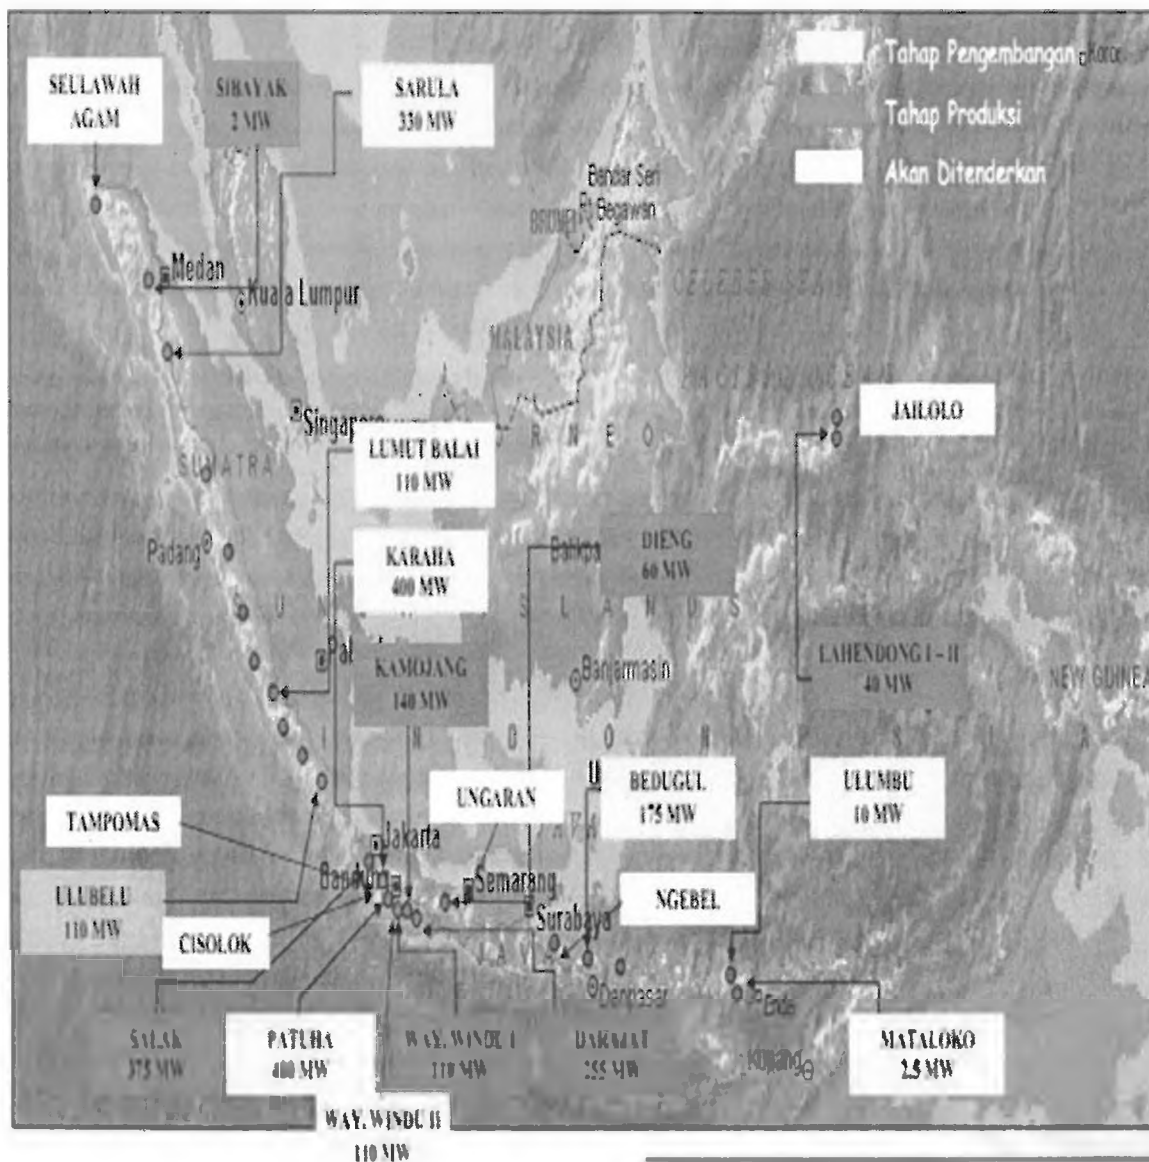 SEULAWAH
AGAM
SIBAYAK
2 MW
SARULA
330 MW
Tahap Pengembangan
Koror
Tahap Produksi
Akan Ditenderkan
Bandar Seri
Begawan
BRUNEI
Medan
Kuala Lumpur
MALAYSIA
Singapore
BORNEO
JAILOLO
LUMUT BALAI
110 MW
SUMATRA
Padang
KARAHA
400 MW
DIENG
60 MW
Balikpa
KAMOJANG
140 MW
Banjarmasin
LAHENDONG I - II
40 MW
NEW GUINEA
UNGARAN
BEDUGUL
175 MW
ULUMBU
10 MW
TAMPOMAS
Jakarta
Bandung
Semarang
Surabaya
NGEBEL
ULUBELU
110 MW
CISOLOK
Denpasar
Ende
SALAK
375 MW
PATUHA
400 MW
WAY. WINDU I
110 MW
DARAJAT
255 MW
Kupang
MATALOKO
2.5 MW
WAY. WINDU II
110 MW